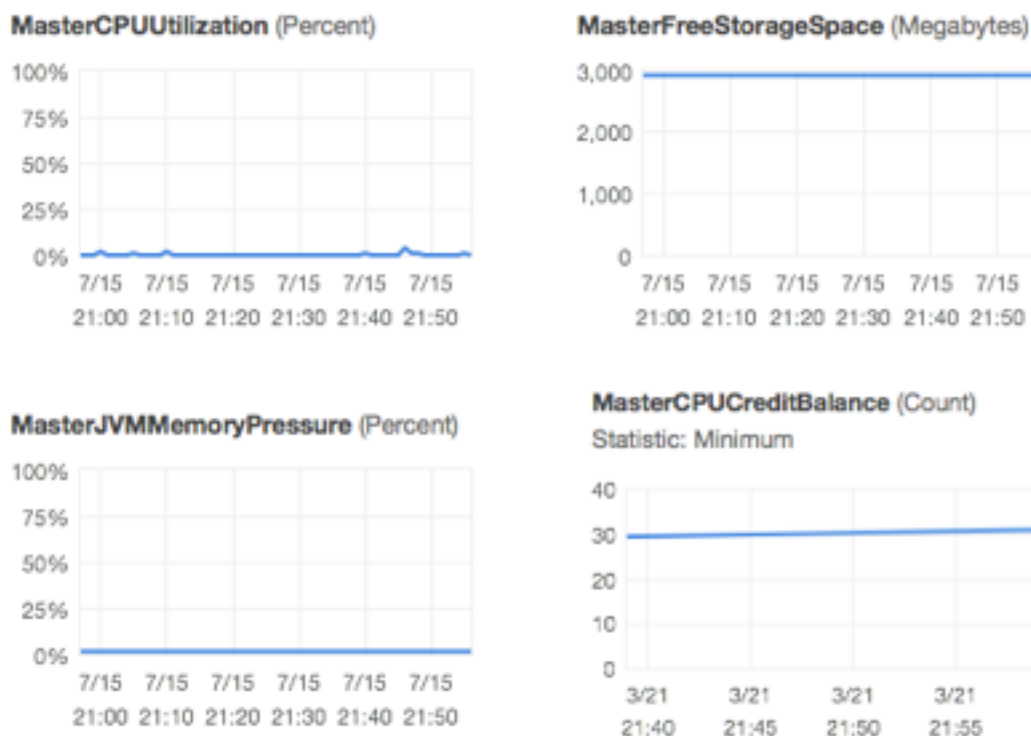 MasterCPUUtilization (Percent)
100%
75%
50%
25%
0%
7/15 7/15 7/15 7/15 7/15 7/15
21:00 21:10 21:20 21:30 21:40 21:50
MasterFreeStorageSpace (Megabytes)
3,000
2,000
1,000
0
7/15 7/15 7/15 7/15 7/15 7/15
21:00 21:10 21:20 21:30 21:40 21:50
MasterJVMMemoryPressure (Percent)
100%
75%
50%
25%
0%
7/15 7/15 7/15 7/15 7/15 7/15
21:00 21:10 21:20 21:30 21:40 21:50
MasterCPUCreditBalance (Count)
Statistic: Minimum
40
30
20
10
0
3/21 3/21 3/21 3/21
21:40 21:45 21:50 21:55